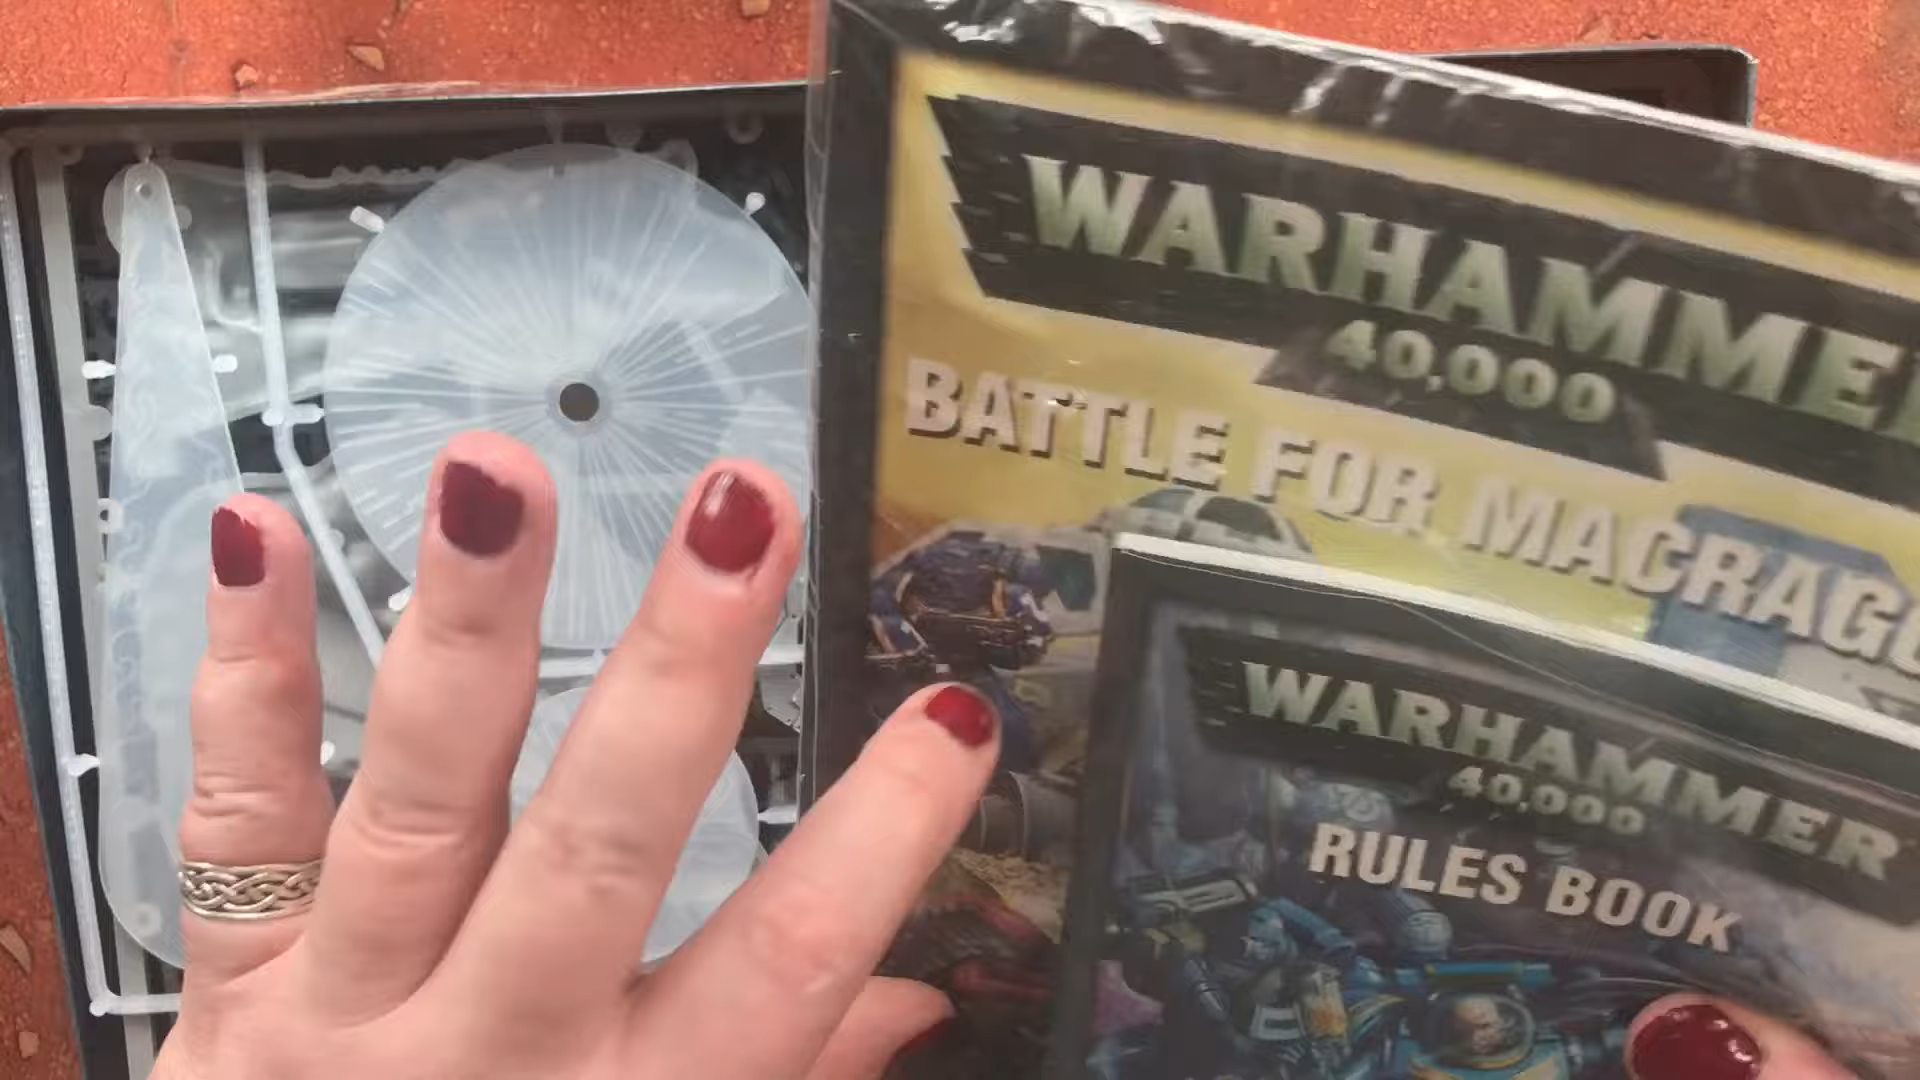 WARHAMME
40,000
BATTLE FOR MACRAGG
WARHAMMER
40,000
RULES BOOK